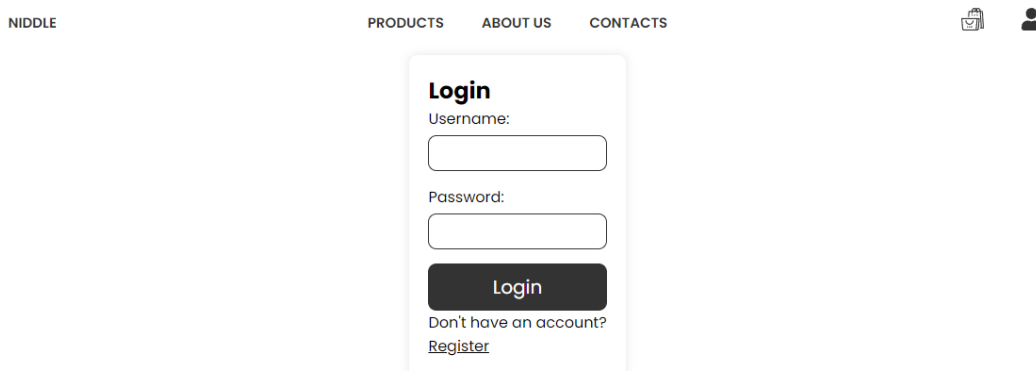 NIDDLE PRODUCTS ABOUT US CONTACTS
Login
Username:
Password:
Login
Don't have an account?
Register